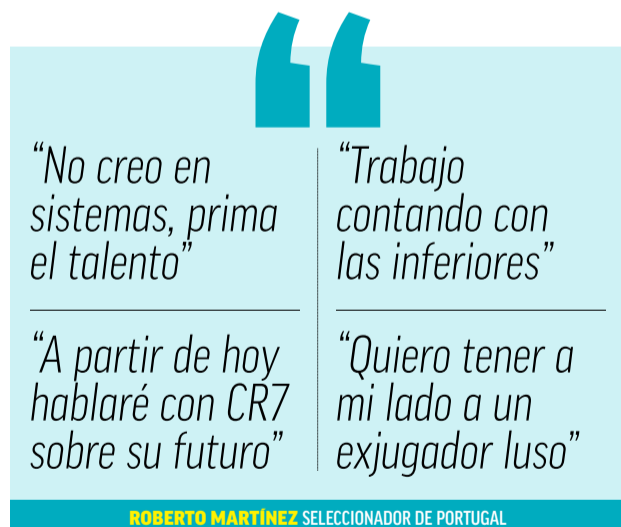 “No creo en
sistemas, prima
el talento”
“Trabajo
contando con
las inferiores”
“A partir de hoy
hablaré con CR7
sobre su futuro”
“Quiero tener a
mi lado a un
exjugador luso”
ROBERTO MARTÍNEZ SELECCIONADOR DE PORTUGAL